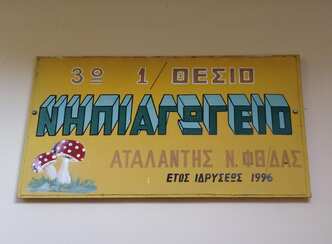 3Ο 1/ΘΕΣΙΟ
ΝΗΠΙΑΓΩΓΕΙΟ
ΑΤΑΛΑΝΤΗΣ Ν. ΦΘ/ΔΑΣ
ΕΤΟΣ ΙΔΡΥΣΕΩΣ 1996